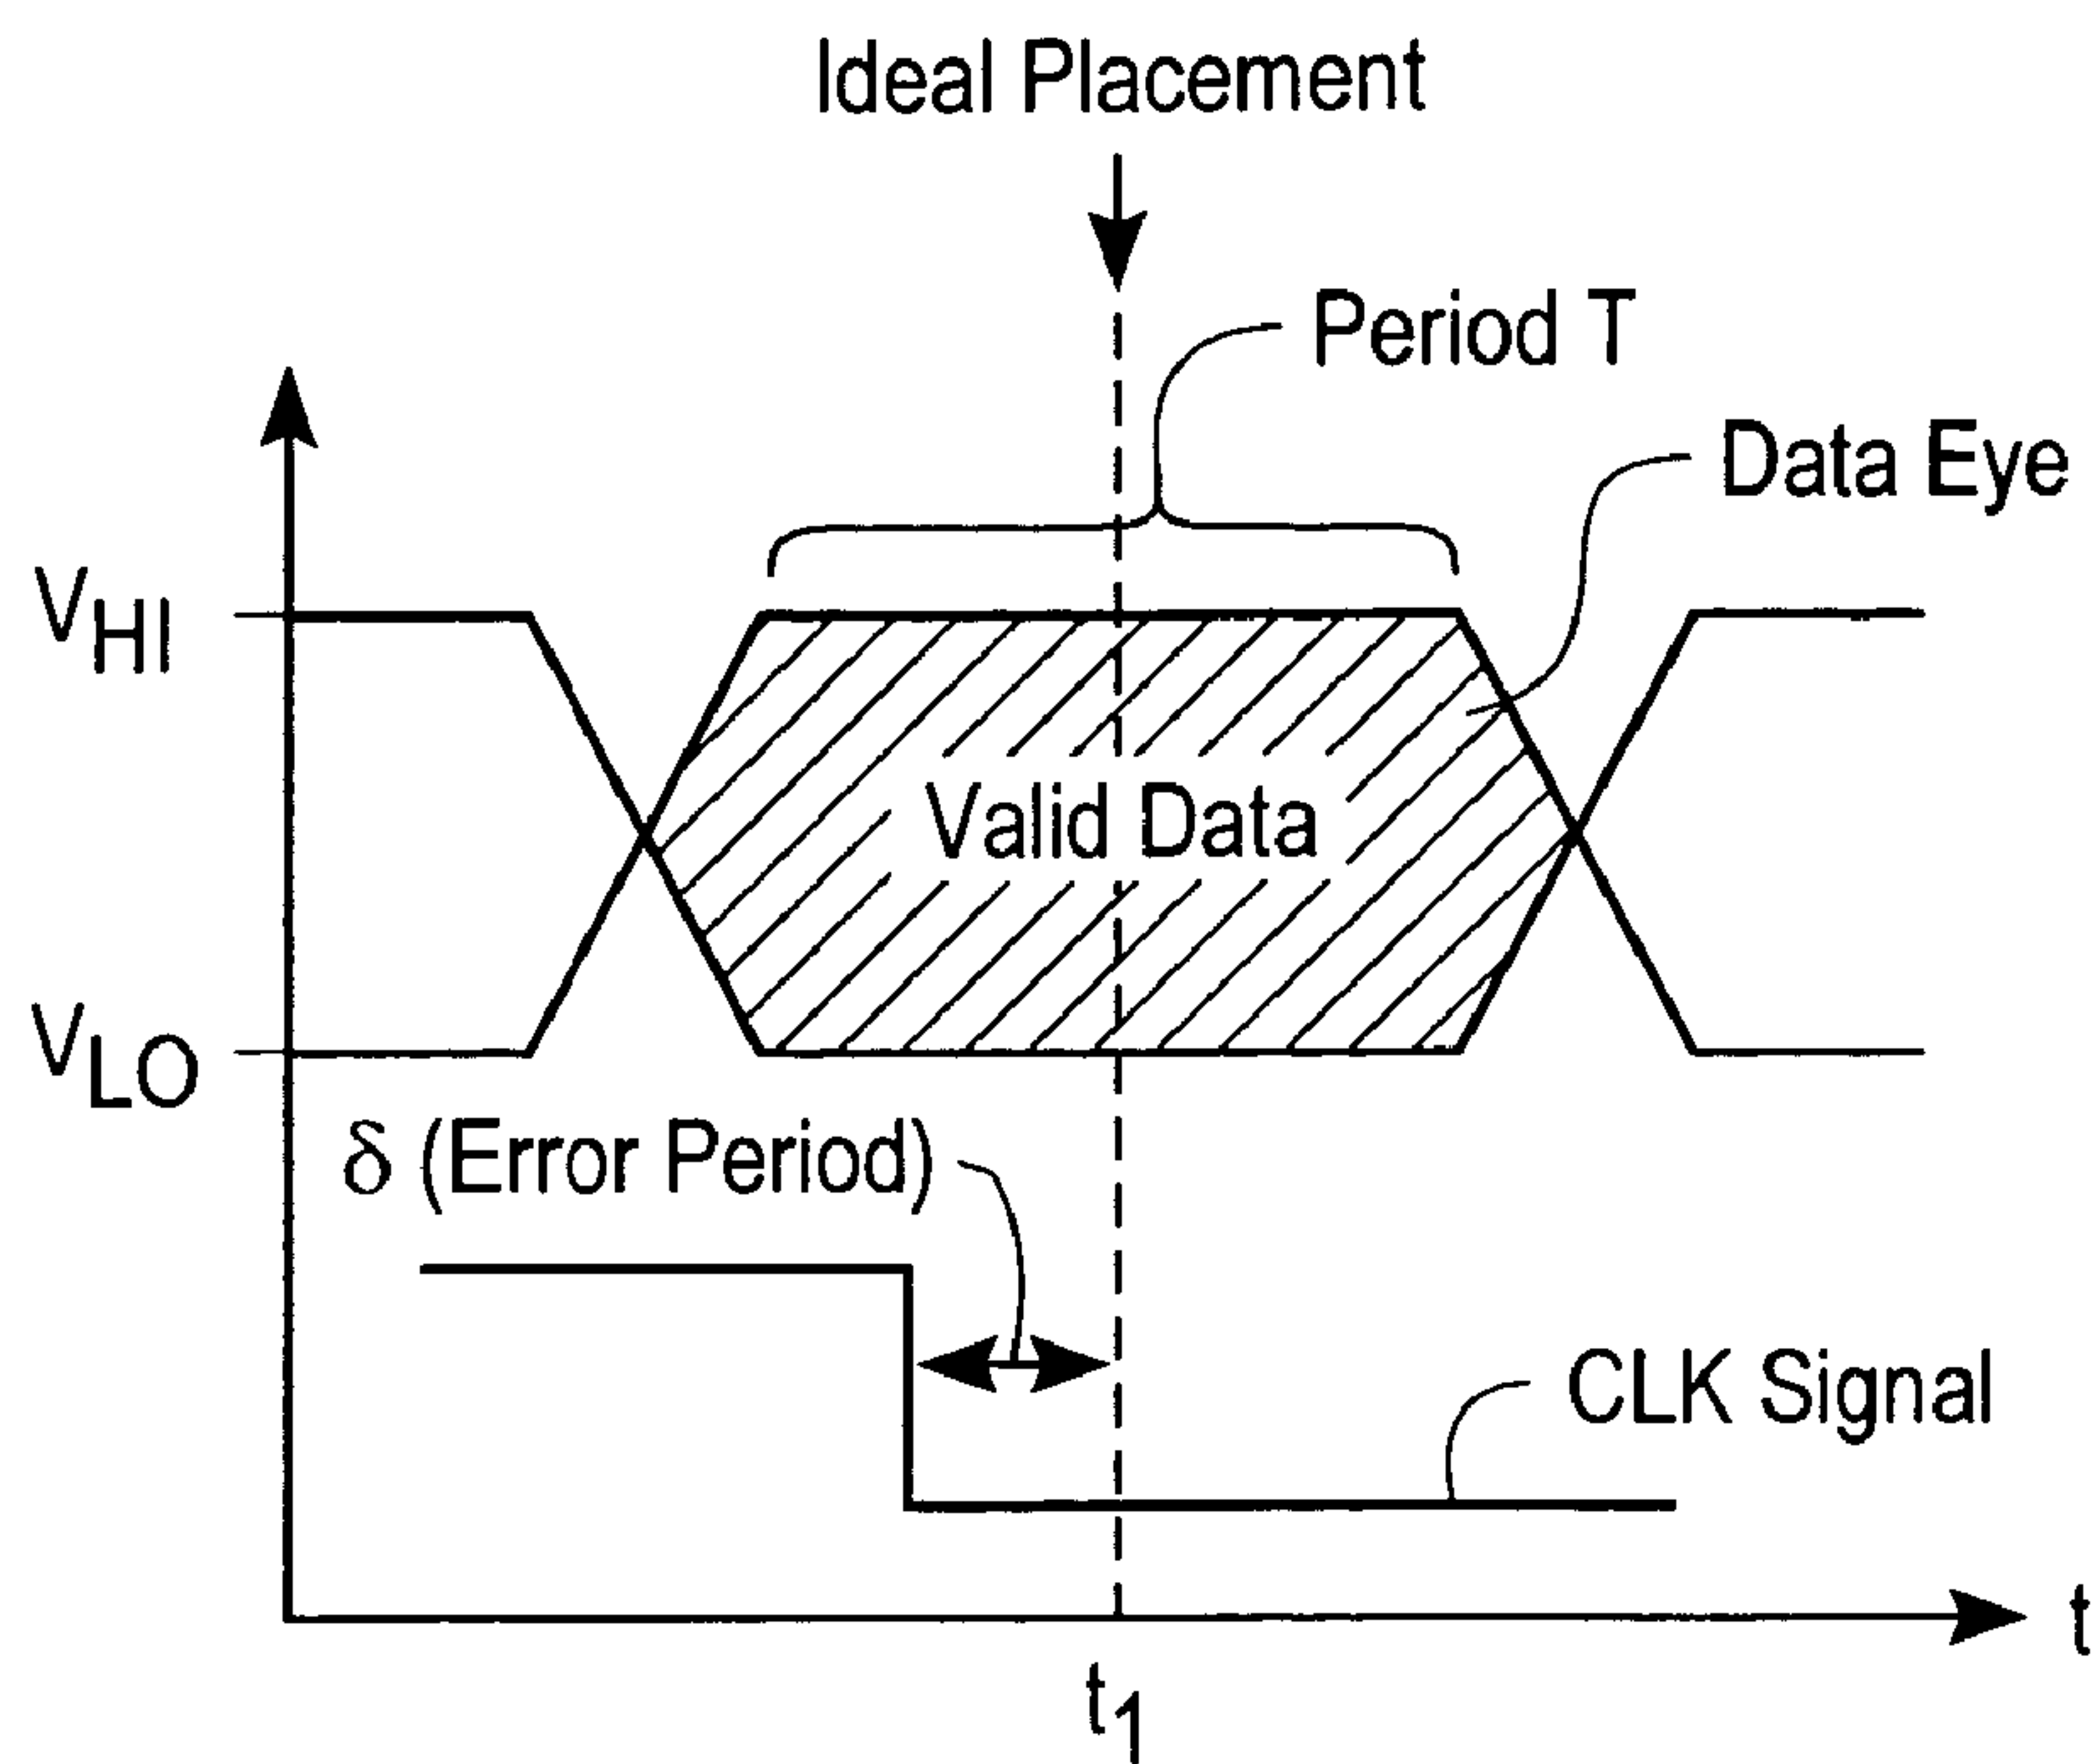 Ideal Placement
Period T
Data Eye
VHI
Valid Data
VLO
δ (Error Period)
CLK Signal
t
t1